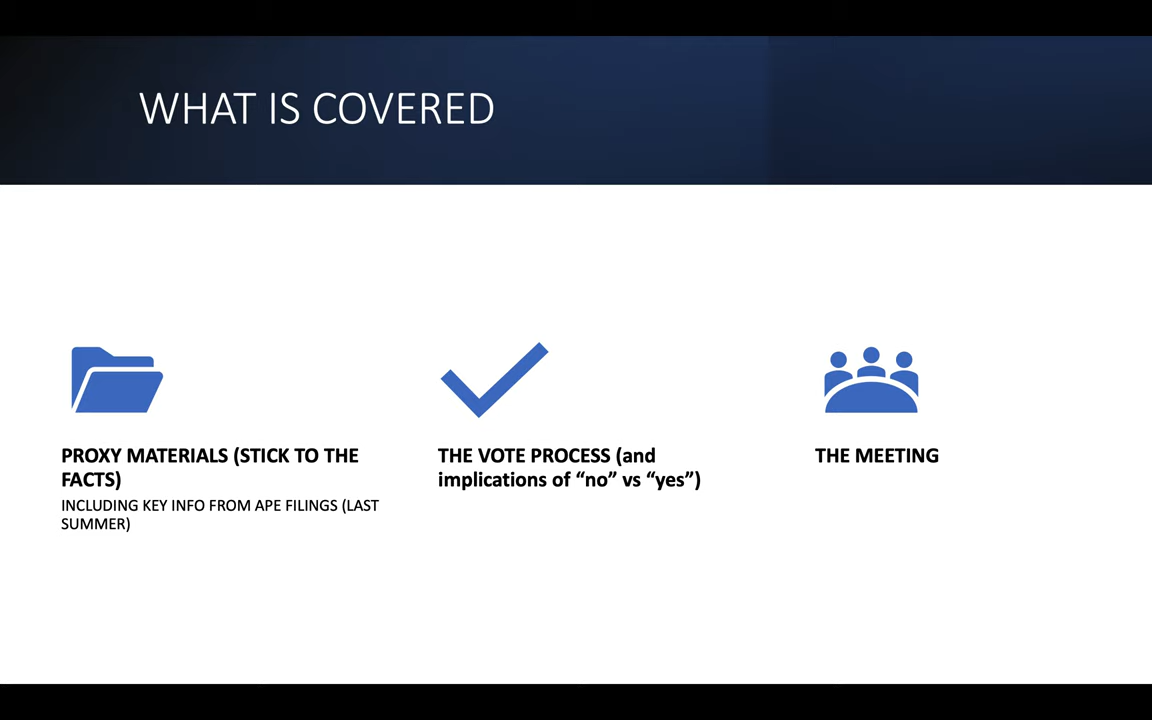 WHAT IS COVERED
PROXY MATERIALS (STICK TO THE
FACTS)
INCLUDING KEY INFO FROM APE FILINGS (LAST
SUMMER)
THE VOTE PROCESS (and
implications of “no” vs “yes”)
THE MEETING